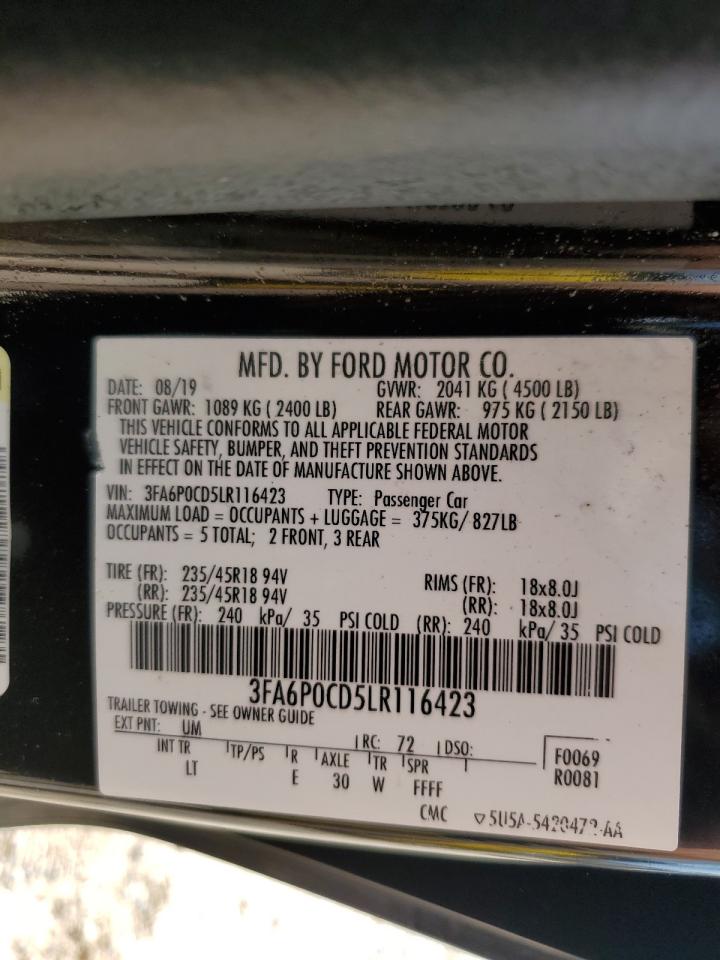 MFD. BY FORD MOTOR CO.
DATE: 08/19 GVWR: 2041 KG ( 4500 LB)
FRONT GAWR: 1089 KG ( 2400 LB) REAR GAWR: 975 KG ( 2150 LB)
THIS VEHICLE CONFORMS TO ALL APPLICABLE FEDERAL MOTOR
VEHICLE SAFETY, BUMPER, AND THEFT PREVENTION STANDARDS
IN EFFECT ON THE DATE OF MANUFACTURE SHOWN ABOVE.
VIN: 3FA6P0CD5LR116423 TYPE: Passenger Car
MAXIMUM LOAD = OCCUPANTS + LUGGAGE = 375KG/ 827LB
OCCUPANTS = 5 TOTAL; 2 FRONT, 3 REAR
TIRE (FR): 235/45R18 94V RIMS (FR): 18x8.0J
(RR): 235/45R18 94V (RR): 18x8.0J
PRESSURE (FR): 240 kPa/ 35 PSI COLD (RR): 240 kPa/ 35 PSI COLD
3FA6P0CD5LR116423
TRAILER TOWING - SEE OWNER GUIDE
EXT PNT: UM RC: 72 DSO:
INT TR TP/PS R AXLE TR SPR F0069
LT E 30 W FFFF R0081
CMC 5U5A-5420472-AA